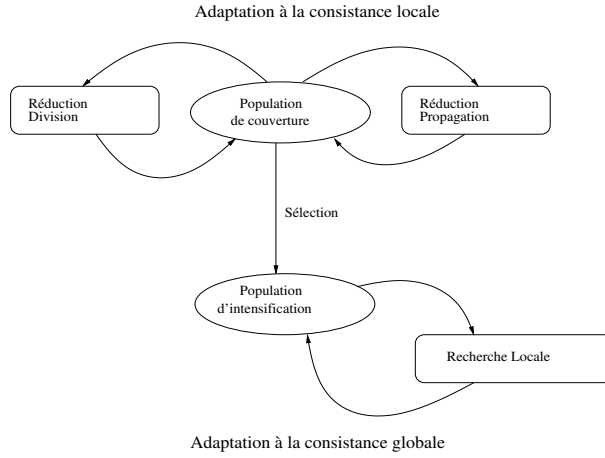 Adaptation à la consistance locale
Réduction
Division
Population
de couverture
Réduction
Propagation
Sélection
Population
d'intensification
Recherche Locale
Adaptation à la consistance globale